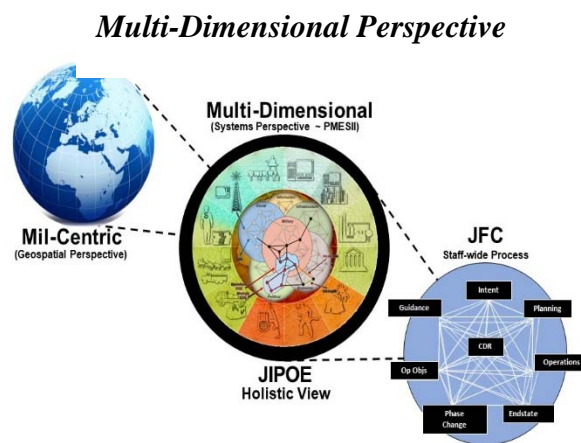 Multi-Dimensional Perspective
Multi-Dimensional
(Systems Perspective ~ PMESII)
Mil-Centric
(Geospatial Perspective)
JFC
Staff-wide Process
Intent
Guidance
Planning
CDR
Op Objs
Operations
Phase
Change
Endstate
JIPOE
Holistic View